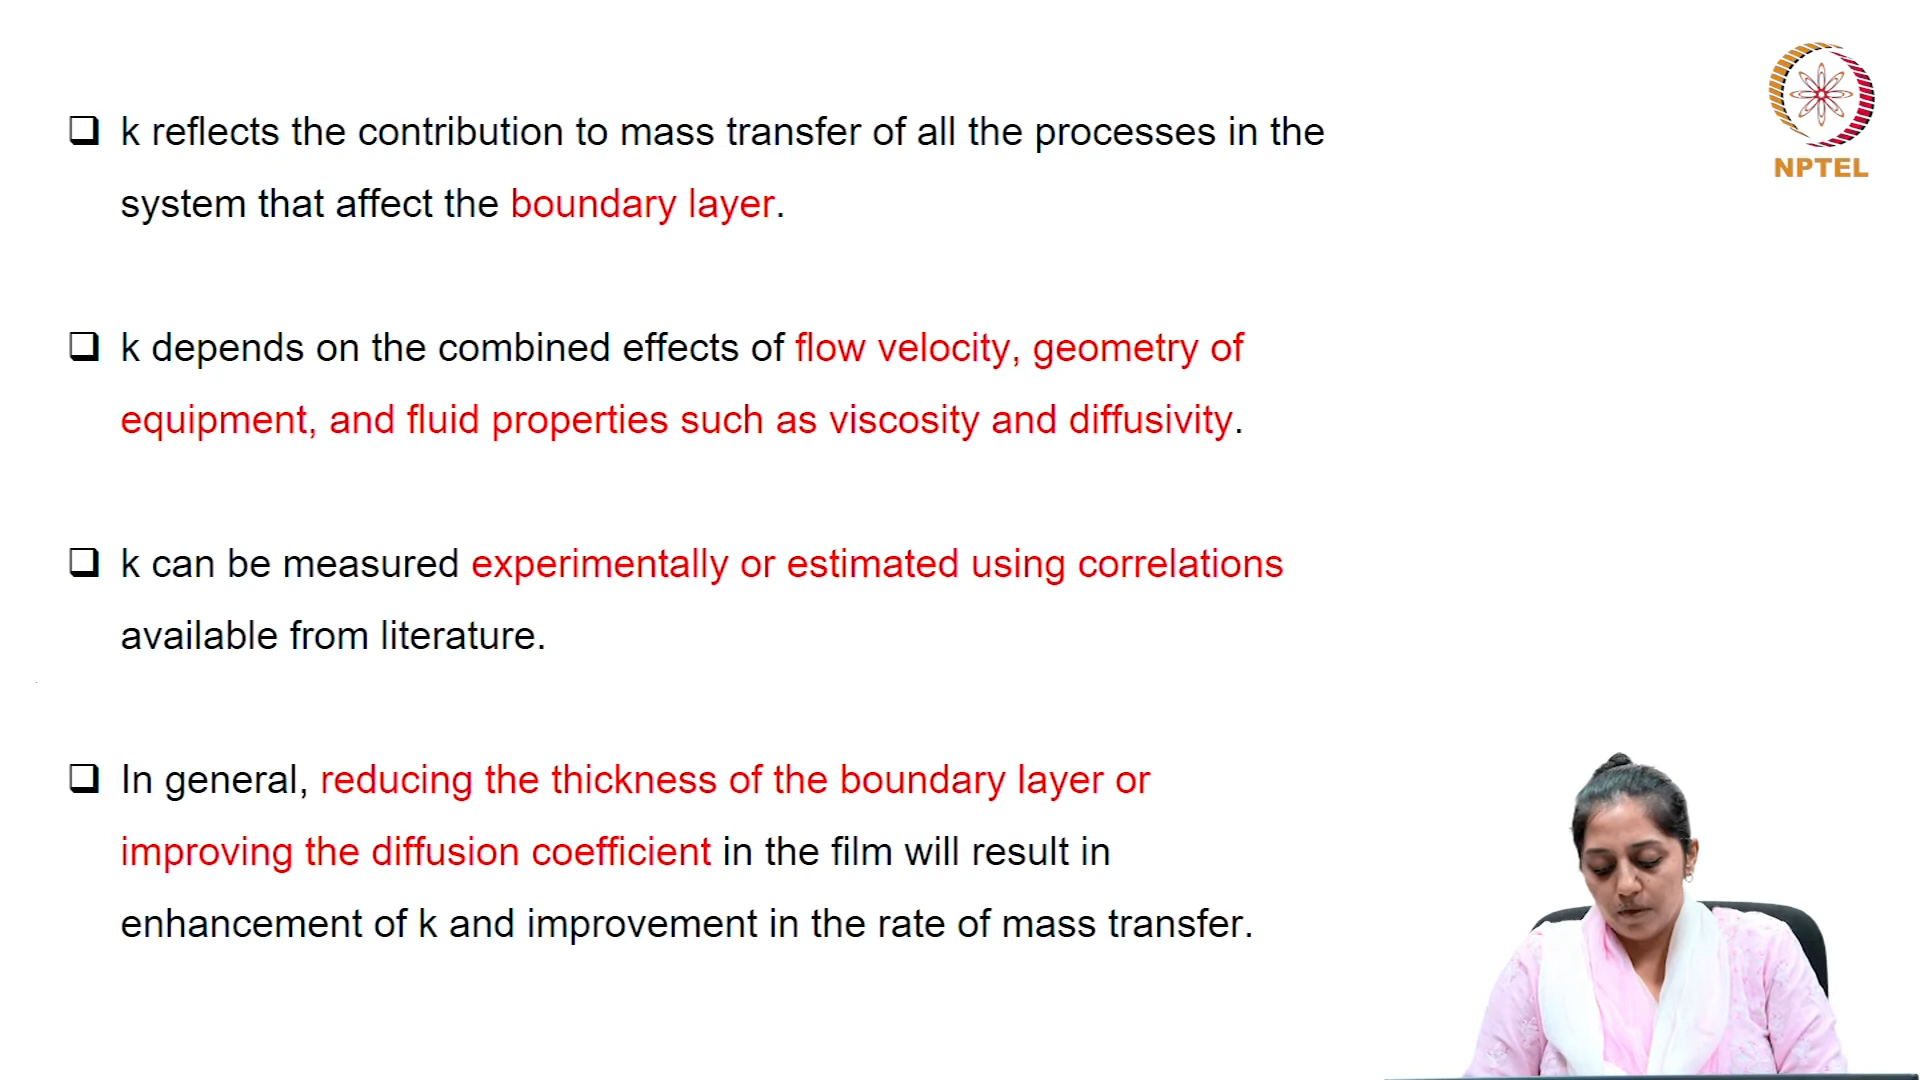 k reflects the contribution to mass transfer of all the processes in the
system that affect the boundary layer.
k depends on the combined effects of flow velocity, geometry of
equipment, and fluid properties such as viscosity and diffusivity.
k can be measured experimentally or estimated using correlations
available from literature.
In general, reducing the thickness of the boundary layer or
improving the diffusion coefficient in the film will result in
enhancement of k and improvement in the rate of mass transfer.
NPTEL